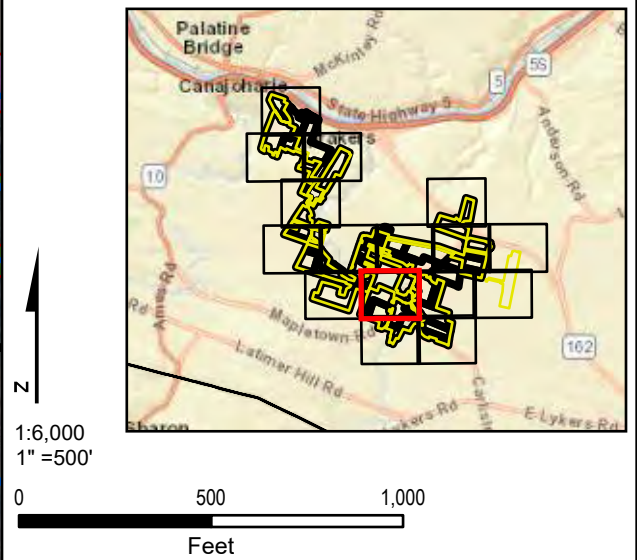 Palatine
Bridge
McKinley Rd
5S
5
Canajoharie
State Highway 5
Anderson Rd
10
Ames Rd
Rd
Mapletown Rd
Latimer Hill Rd
162
Sharon
E Lykers Rd
N
1:6,000
1" =500'
0 500 1,000
Feet